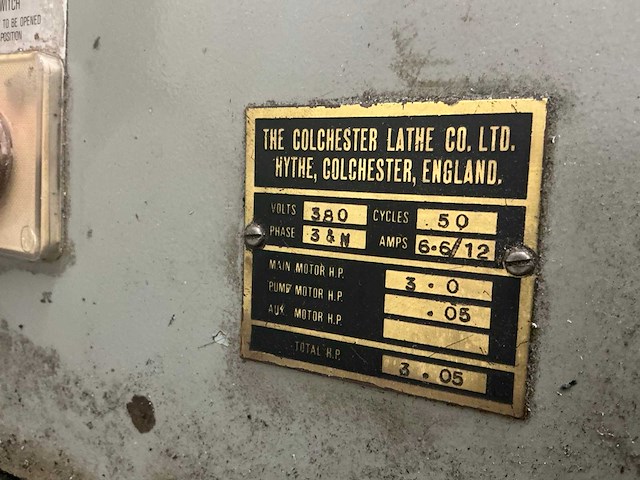 WITCH
TO BE OPENED
POSITION
THE COLCHESTER LATHE CO. LTD.
HYTHE, COLCHESTER, ENGLAND.
VOLTS 380 CYCLES 50
PHASE 3 & N AMPS 6·6/12
MAIN MOTOR H.P. 3·0
PUMP MOTOR H.P. ·05
AUX. MOTOR H.P.
TOTAL H.P. 3·05